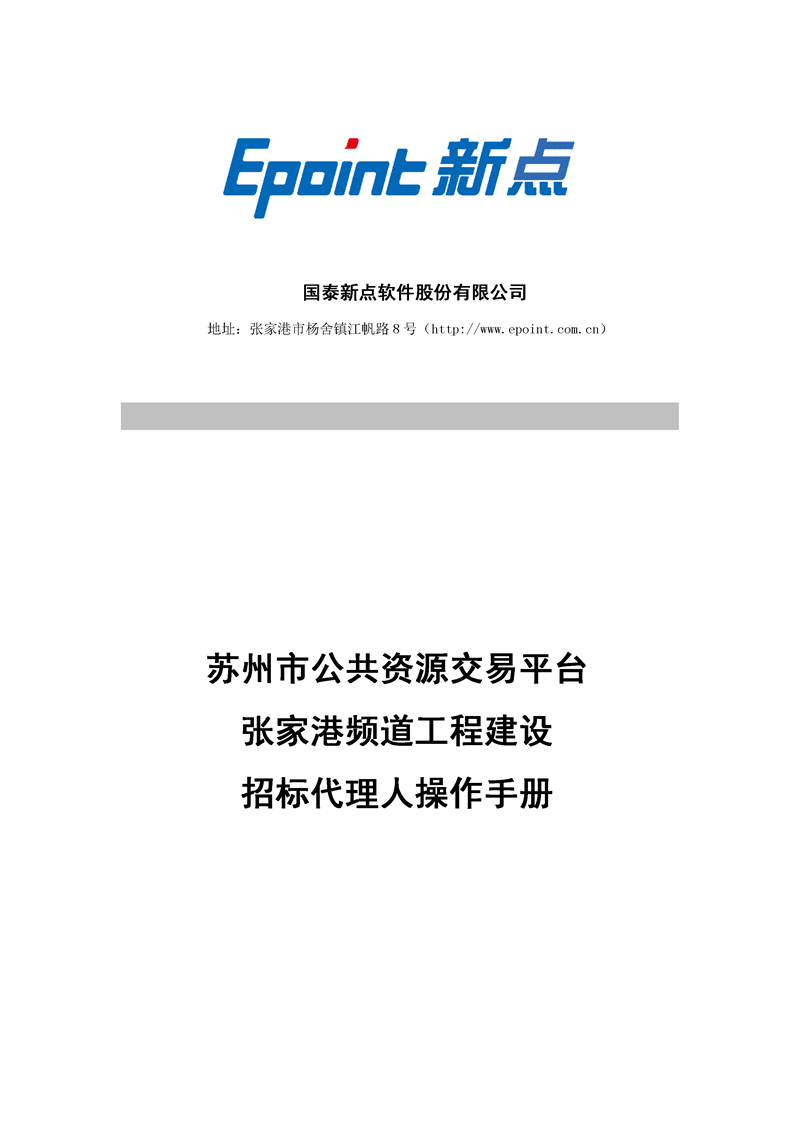 Epoint 新点
国泰新点软件股份有限公司
地址：张家港市杨舍镇江帆路8号（http://www.epoint.com.cn）
苏州市公共资源交易平台
张家港频道工程建设
招标代理人操作手册